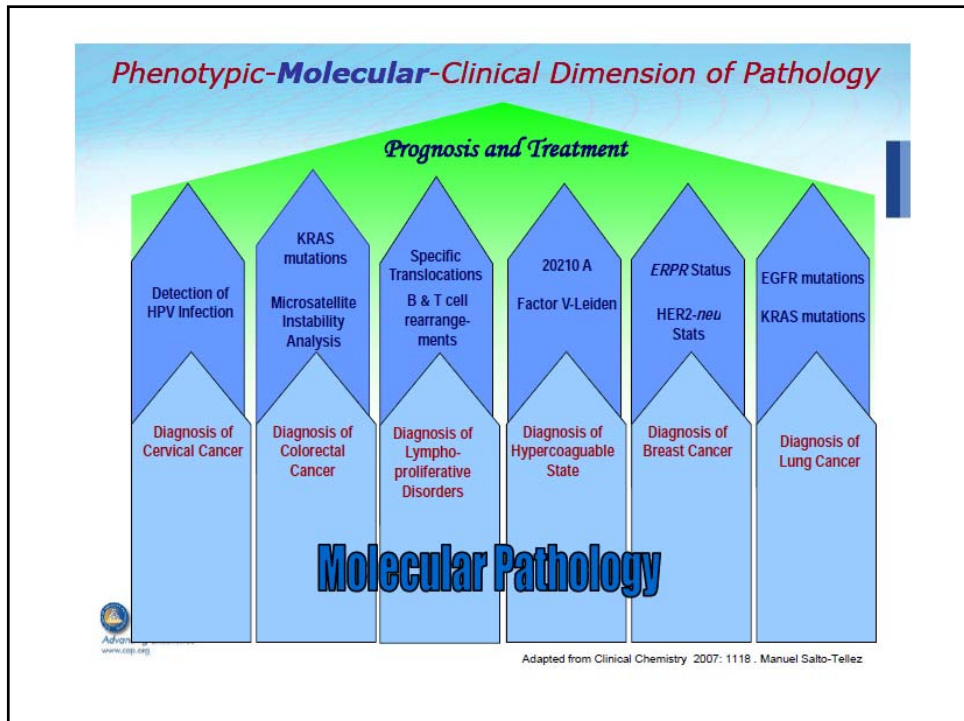 Phenotypic-Molecular-Clinical Dimension of Pathology
Prognosis and Treatment
Detection of
HPV Infection
KRAS
mutations
Microsatellite
Instability
Analysis
Specific
Translocations
B & T cell
rearrange-
ments
20210 A
Factor V-Leiden
ERPR Status
HER2-neu
Stats
EGFR mutations
KRAS mutations
Diagnosis of
Cervical Cancer
Diagnosis of
Colorectal
Cancer
Diagnosis of
Lympho-
proliferative
Disorders
Diagnosis of
Hypercoaguable
State
Diagnosis of
Breast Cancer
Diagnosis of
Lung Cancer
Molecular Pathology
www.cap.org
Adapted from Clinical Chemistry 2007: 1118 . Manuel Salto-Tellez